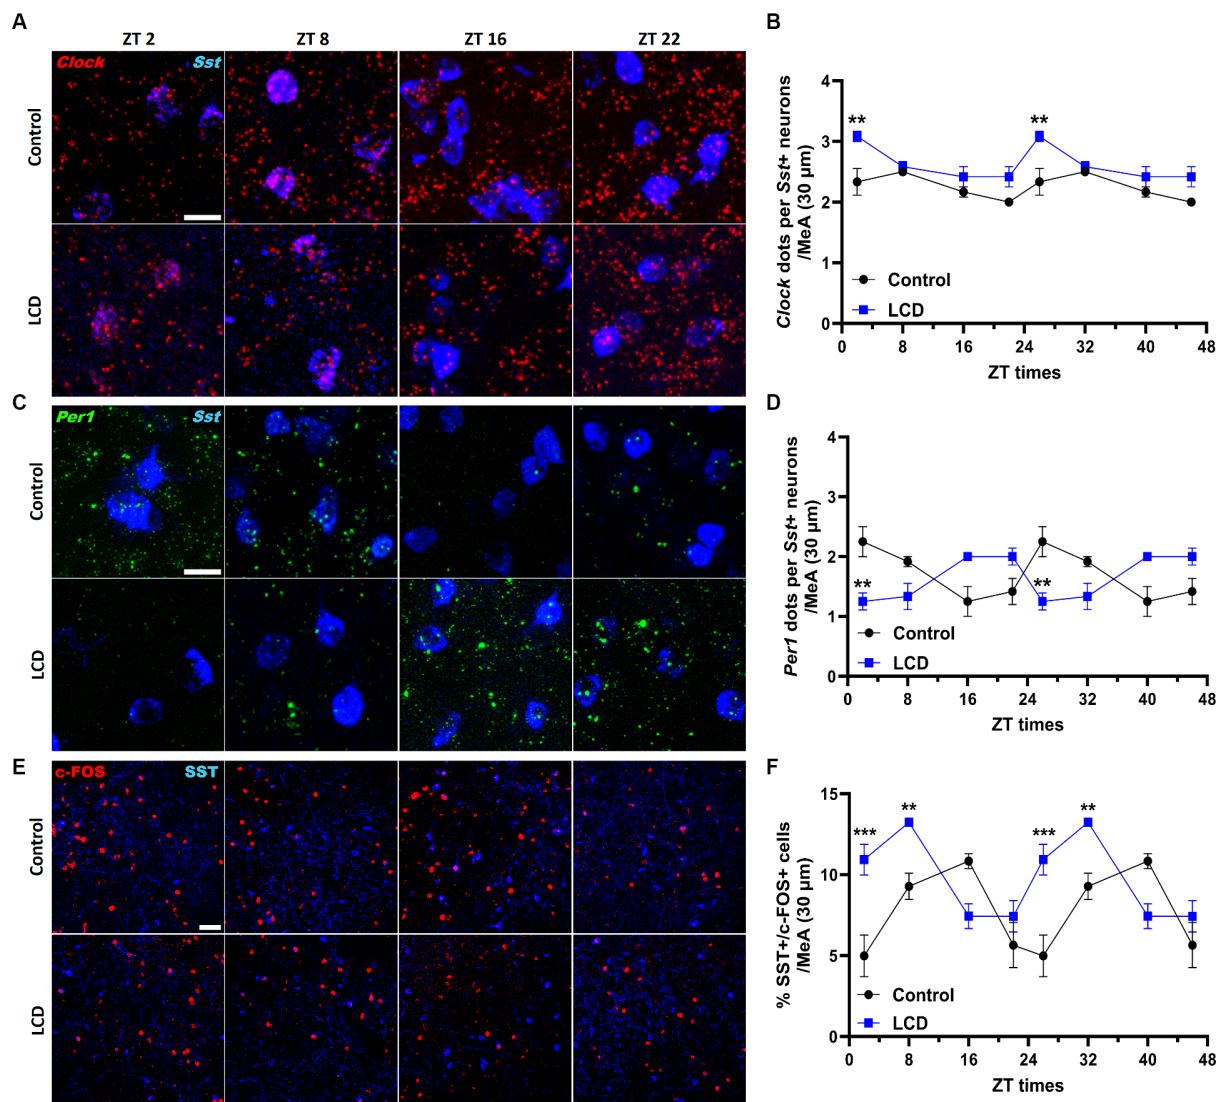 A
ZT 2
ZT 8
ZT 16
ZT 22
Clock
Sst
Control
LCD
B
Clock dots per Sst+ neurons
/MeA (30 µm)
4
3
2
1
0
**
**
Control
LCD
0
8
16
24
32
40
48
ZT times
C
Per1
Sst
Control
LCD
D
Per1 dots per Sst+ neurons
/MeA (30 µm)
4
3
2
1
0
**
**
Control
LCD
0
8
16
24
32
40
48
ZT times
E
c-FOS
SST
Control
LCD
F
% SST+/c-FOS+ cells
/MeA (30 µm)
15
10
5
0
***
**
***
**
Control
LCD
0
8
16
24
32
40
48
ZT times